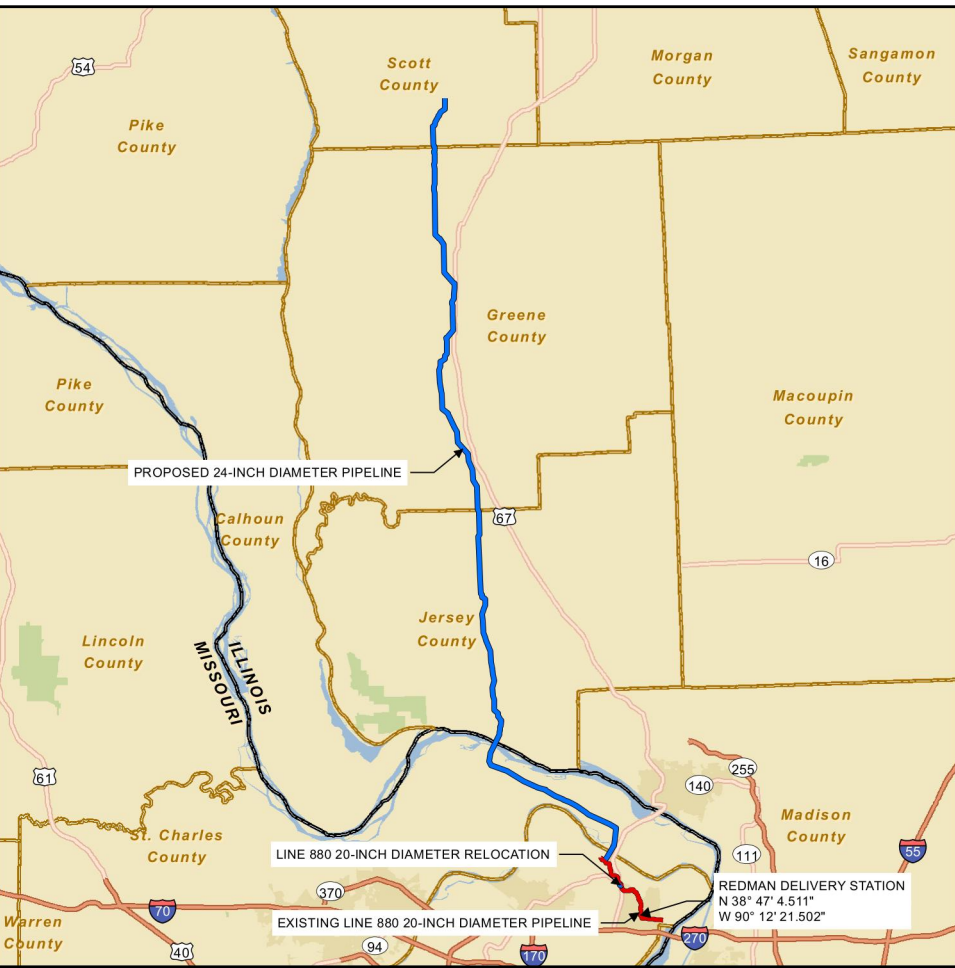 54
Scott
County
Morgan
County
Sangamon
County
Pike
County
Greene
County
Pike
County
Macoupin
County
PROPOSED 24-INCH DIAMETER PIPELINE
Calhoun
County
67
16
Jersey
County
Lincoln
County
ILLINOIS
MISSOURI
61
255
140
Madison
County
St. Charles
County
LINE 880 20-INCH DIAMETER RELOCATION
111
55
370
REDMAN DELIVERY STATION
N 38° 47' 4.511"
W 90° 12' 21.502"
70
EXISTING LINE 880 20-INCH DIAMETER PIPELINE
Warren
County
40
94
170
270